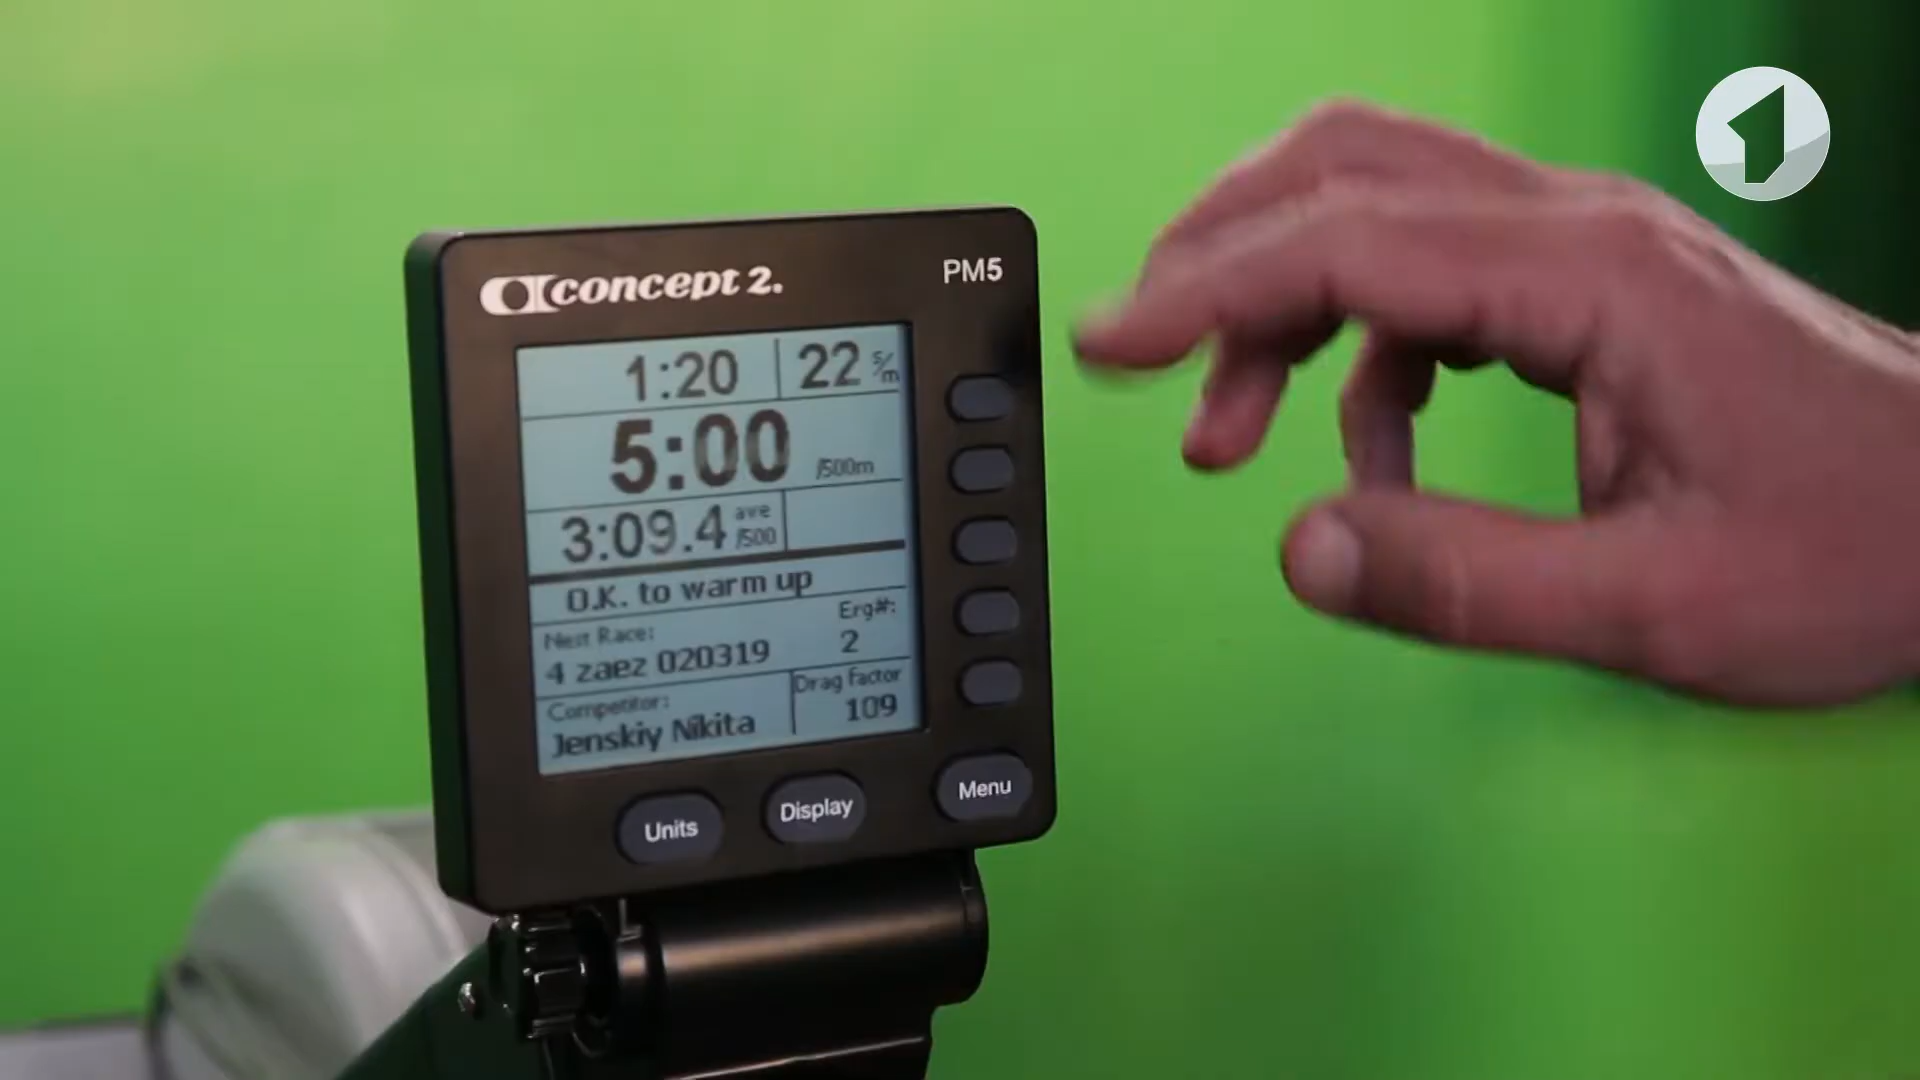 concept 2.
PM5
1:20 22 s/m
5:00 /500m
3:09.4 ave /500
O.K. to warm up
Next Race: Erg#:
4 zaez 020319 2
Competitor: Drag factor
Jenskiy Nikita 109
Units Display Menu